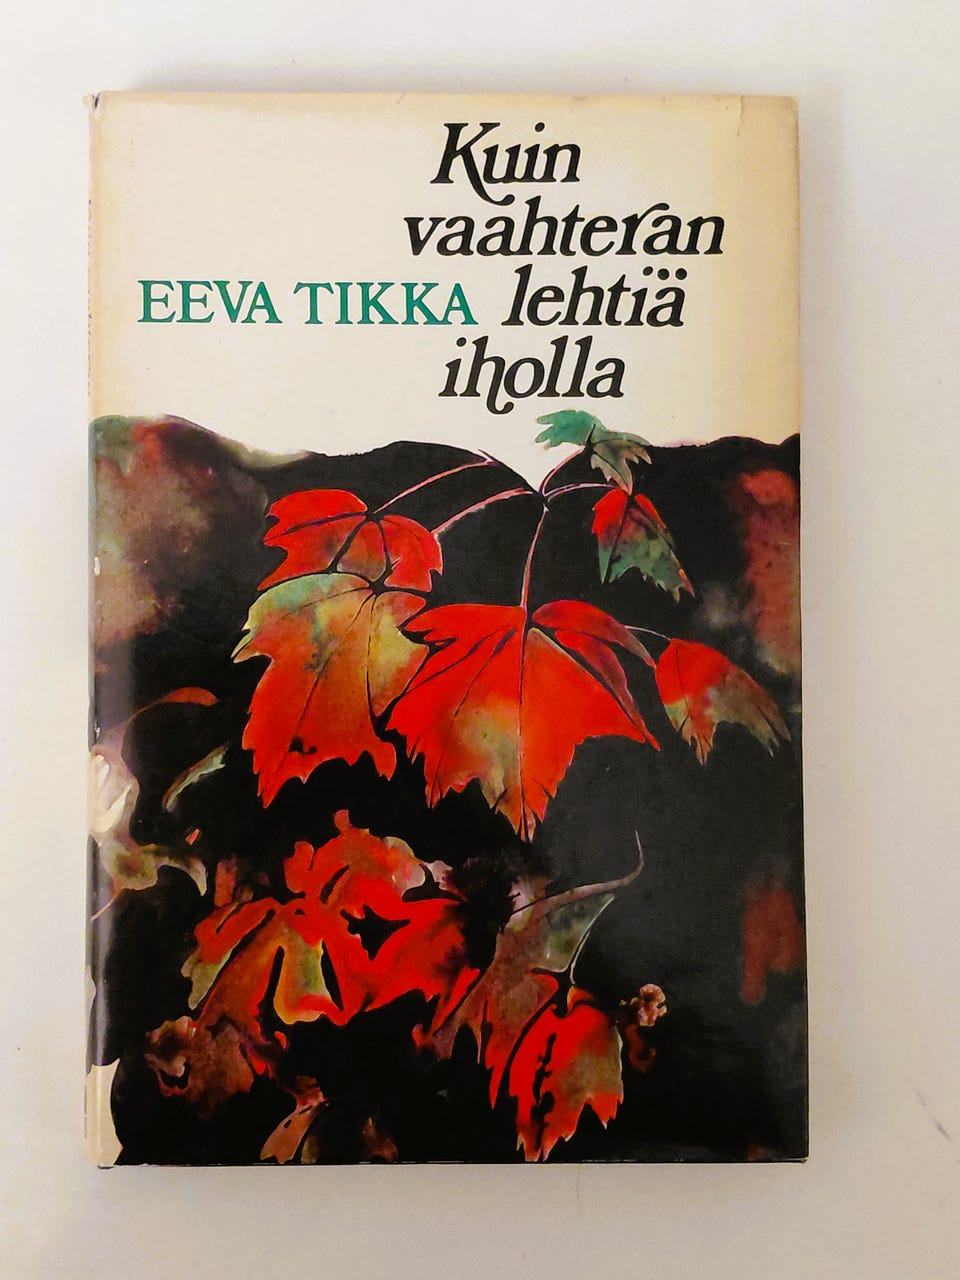 Kuin
vaahteran
EEVA TIKKA lehtiä
iholla